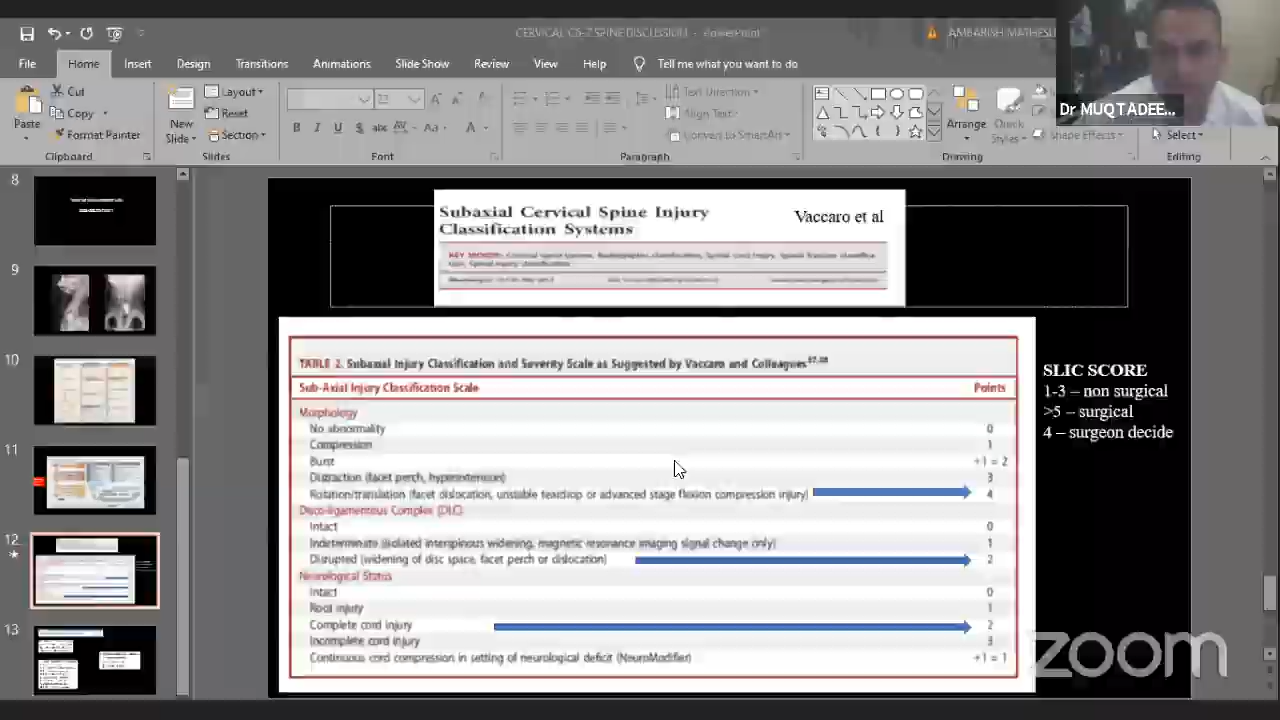 CERVICAL C6-7 SPINE DISCUSSION - PowerPoint
AMBARISH MATHESU
File Home Insert Design Transitions Animations Slide Show Review View Help Tell me what you want to do
Dr MUQTADEE...
Paste
Cut
Copy
Format Painter
Clipboard
New
Slide
Layout
Reset
Section
Slides
Font
Text Direction
Align Text
Convert to SmartArt
Paragraph
Arrange
Quick
Styles
Shape Effects
Drawing
Select
Editing
8
9
10
11
12
13
Subaxial Cervical Spine Injury
Classification Systems
Vaccaro et al
KEY WORDS:
TABLE 2. Subaxial Injury Classification and Severity Scale as Suggested by Vaccaro and Colleagues
Sub-Axial Injury Classification Scale Points
Morphology
No abnormality 0
Compression 1
Burst +1 = 2
Distraction (facet perch, hyperextension) 3
Rotation/translation (facet dislocation, unstable teardrop or advanced stage flexion compression injury) 4
Disco-ligamentous Complex (DLC)
Intact 0
Indeterminate (isolated interspinous widening, magnetic resonance imaging signal change only) 1
Disrupted (widening of disc space, facet perch or dislocation) 2
Neurological Status
Intact 0
Root injury 1
Complete cord injury 2
Incomplete cord injury 3
Continuous cord compression in setting of neurological deficit (NeuroModifier) +1 = 1
SLIC SCORE
1-3 – non surgical
>5 – surgical
4 – surgeon decide
zoom